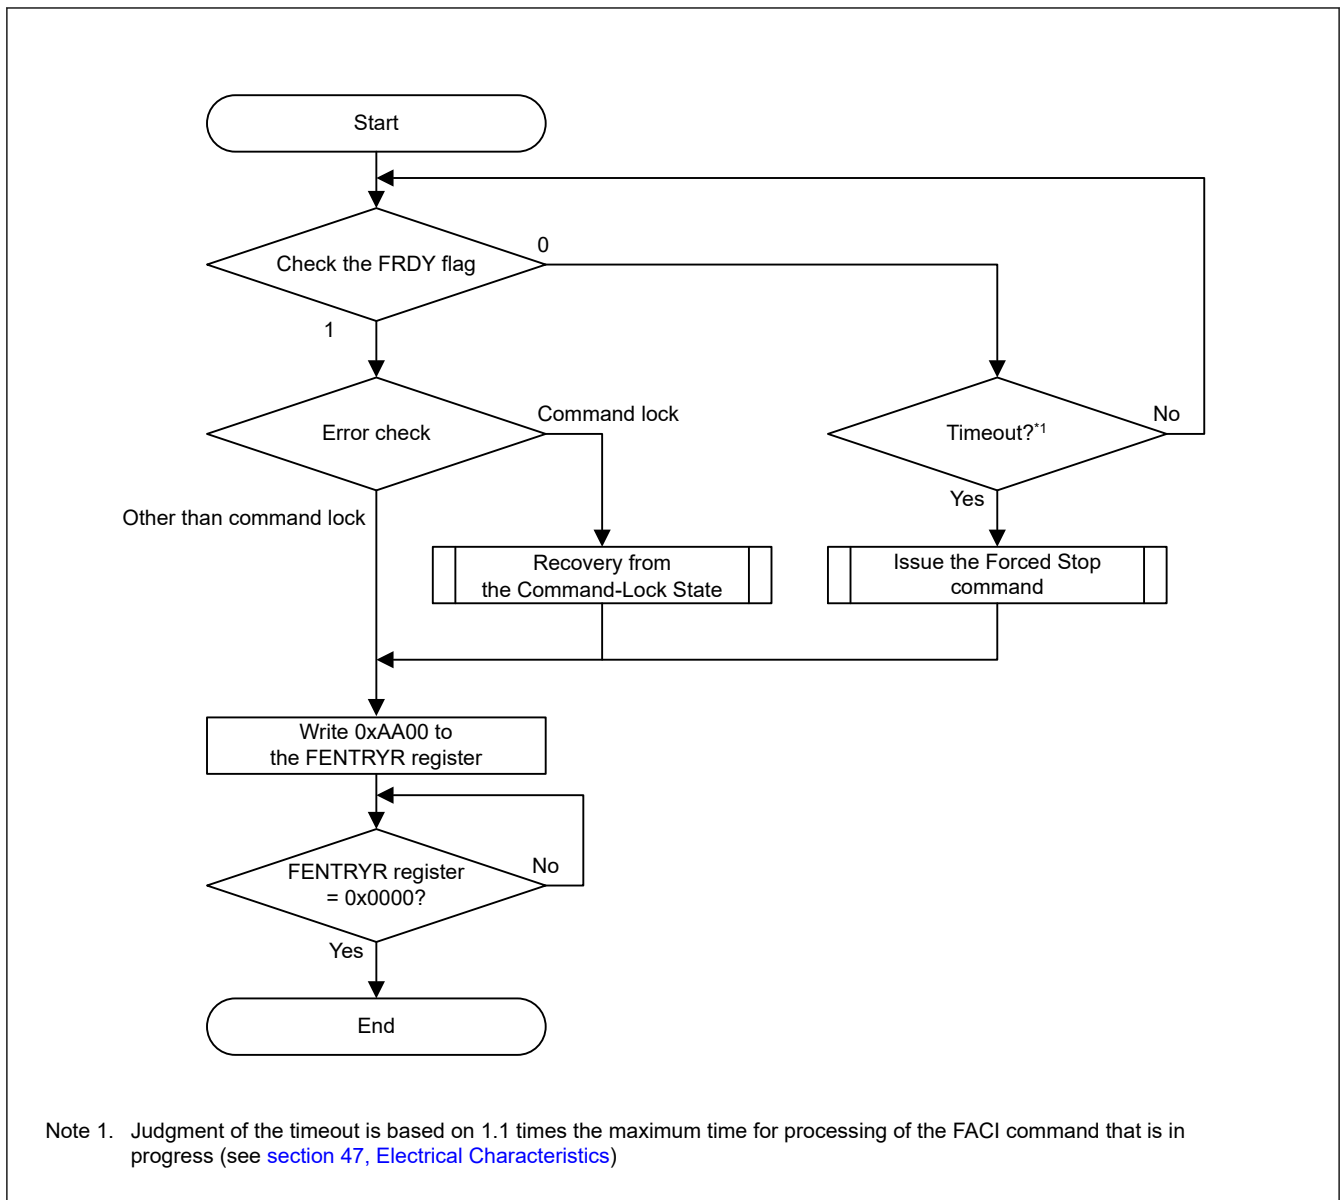 Start
Check the FRDY flag
0
1
Error check
Command lock
Other than command lock
Timeout?*1
No
Yes
Recovery from
the Command-Lock State
Issue the Forced Stop
command
Write 0xAA00 to
the FENTRYR register
FENTRYR register
= 0x0000?
No
Yes
End
Note 1. Judgment of the timeout is based on 1.1 times the maximum time for processing of the FACI command that is in
progress (see section 47, Electrical Characteristics)